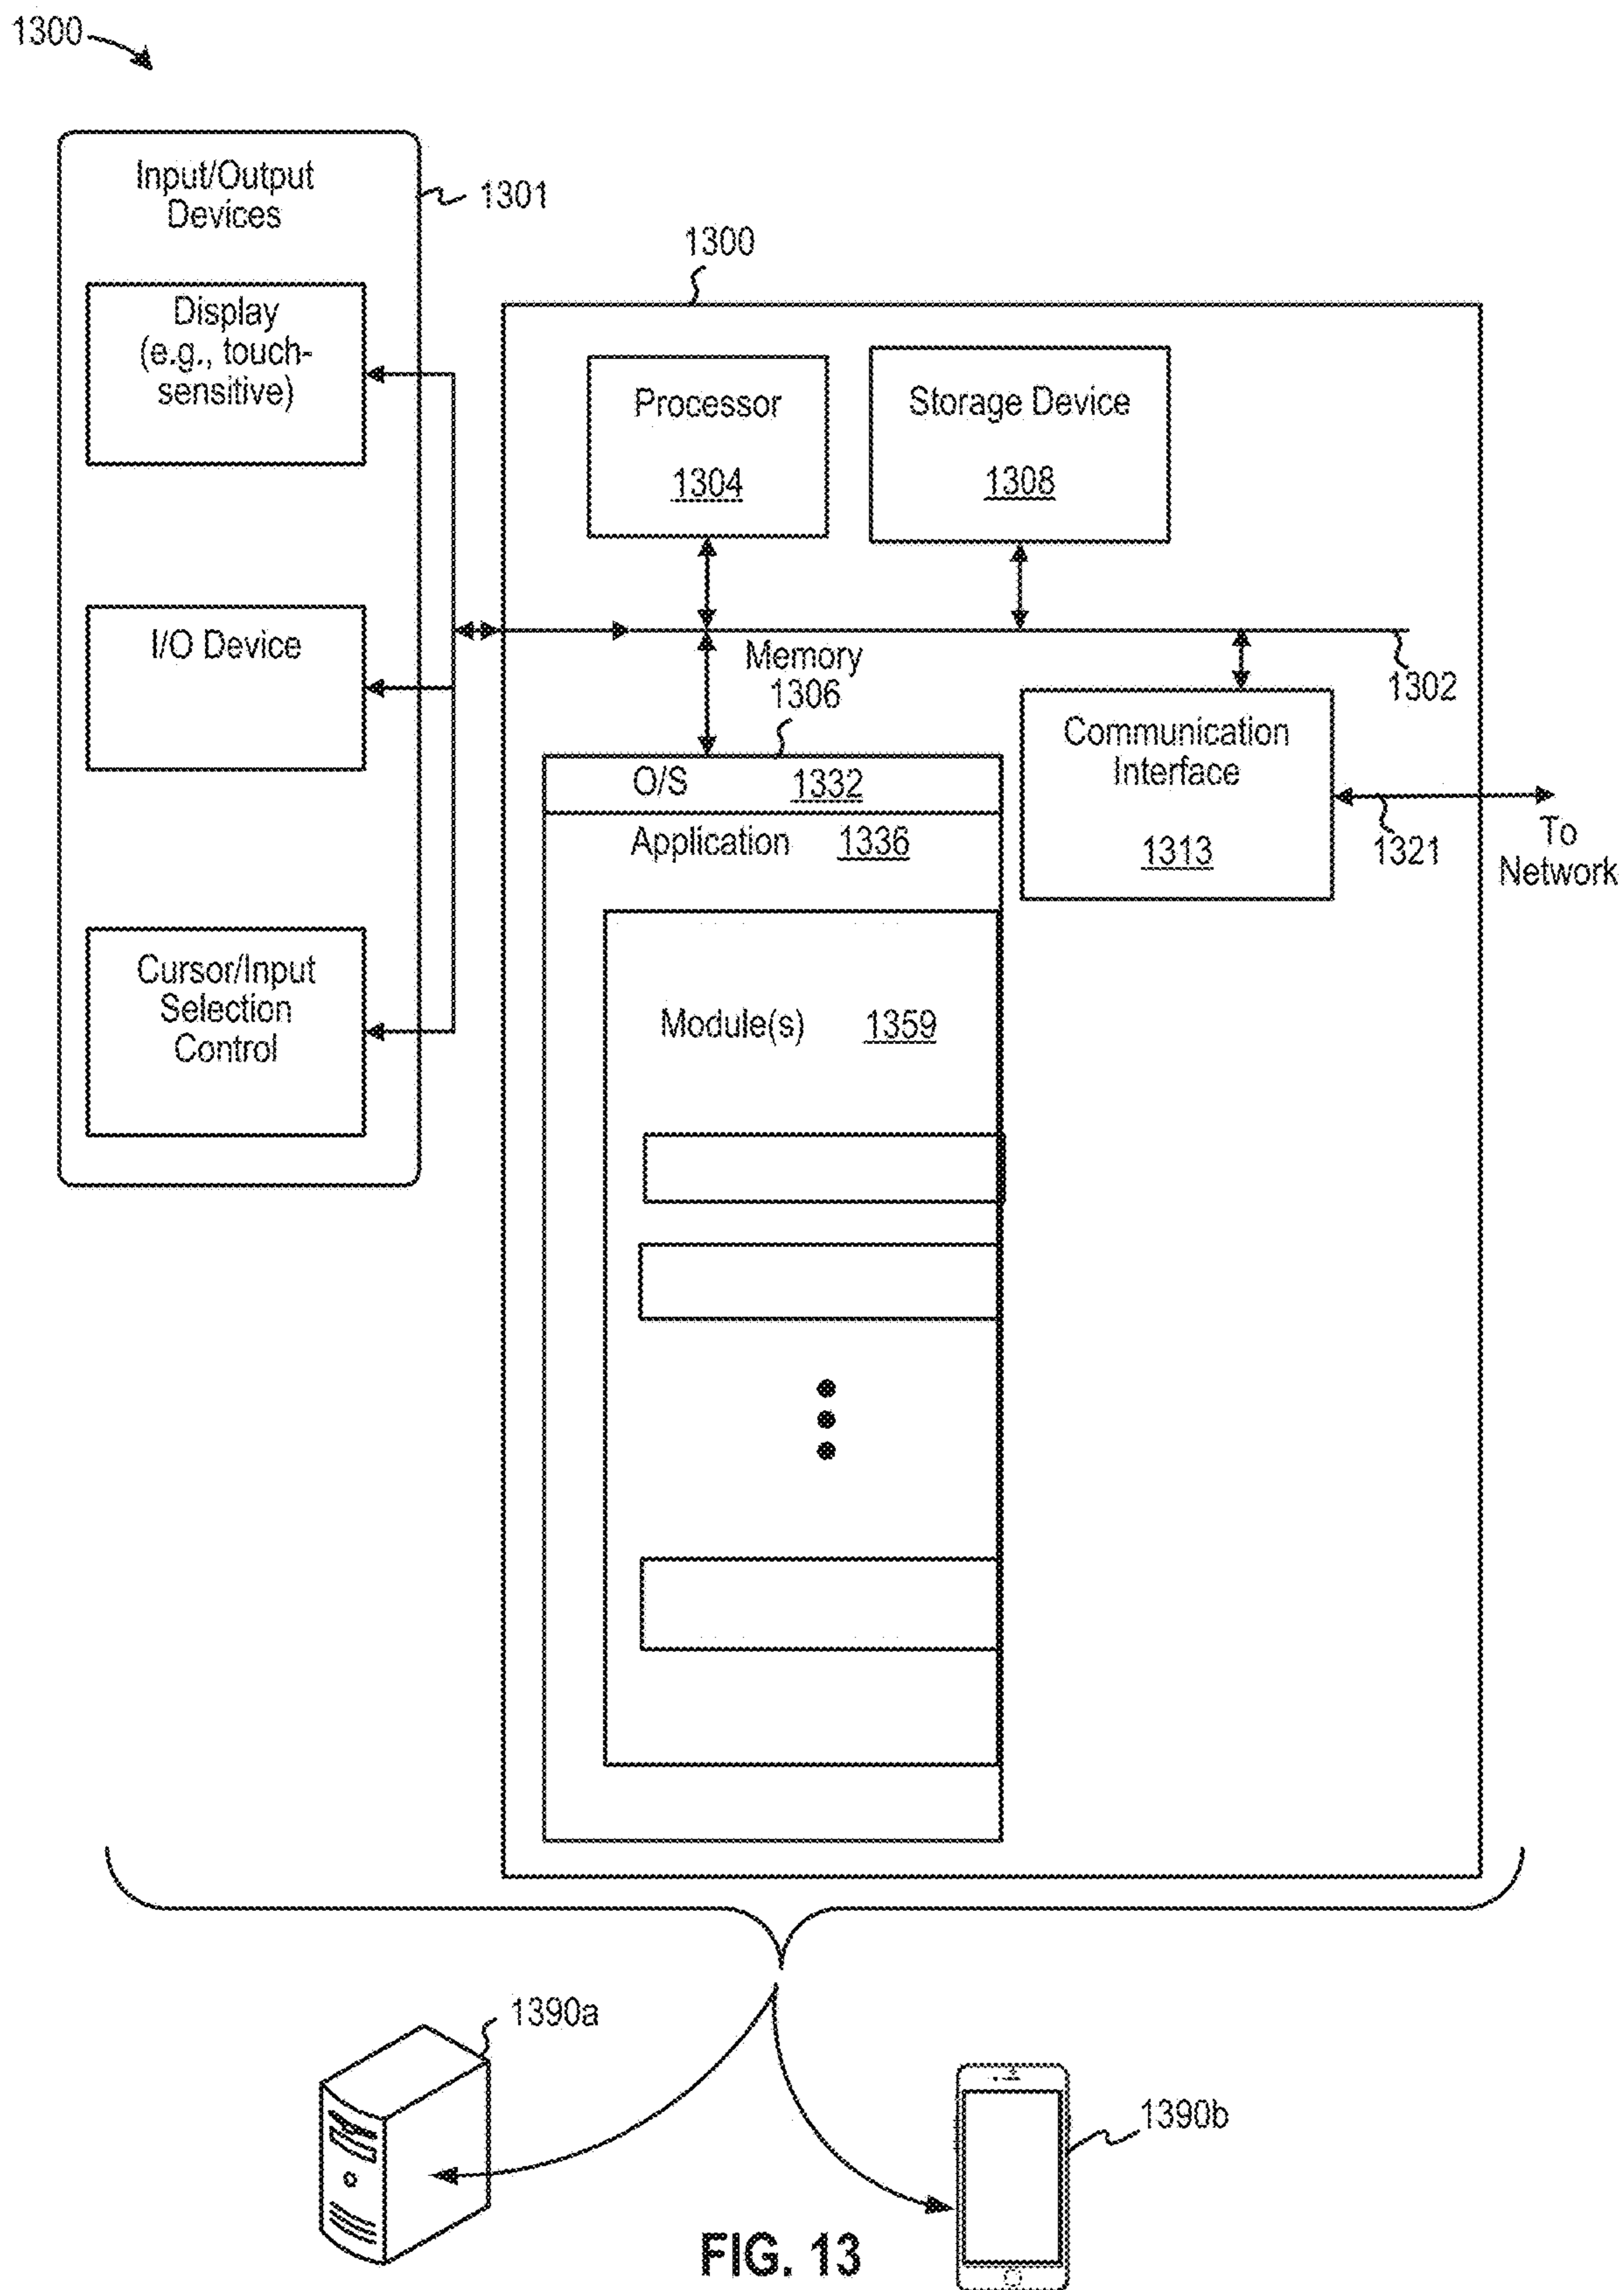 1300
Input/Output
Devices
1301
Display
(e.g., touch-
sensitive)
I/O Device
Cursor/Input
Selection
Control
1300
Processor
1304
Storage Device
1308
Memory
1306
1302
O/S 1332
Application 1336
Module(s) 1359
Communication
Interface
1313
1321
To
Network
1390a
1390b
FIG. 13